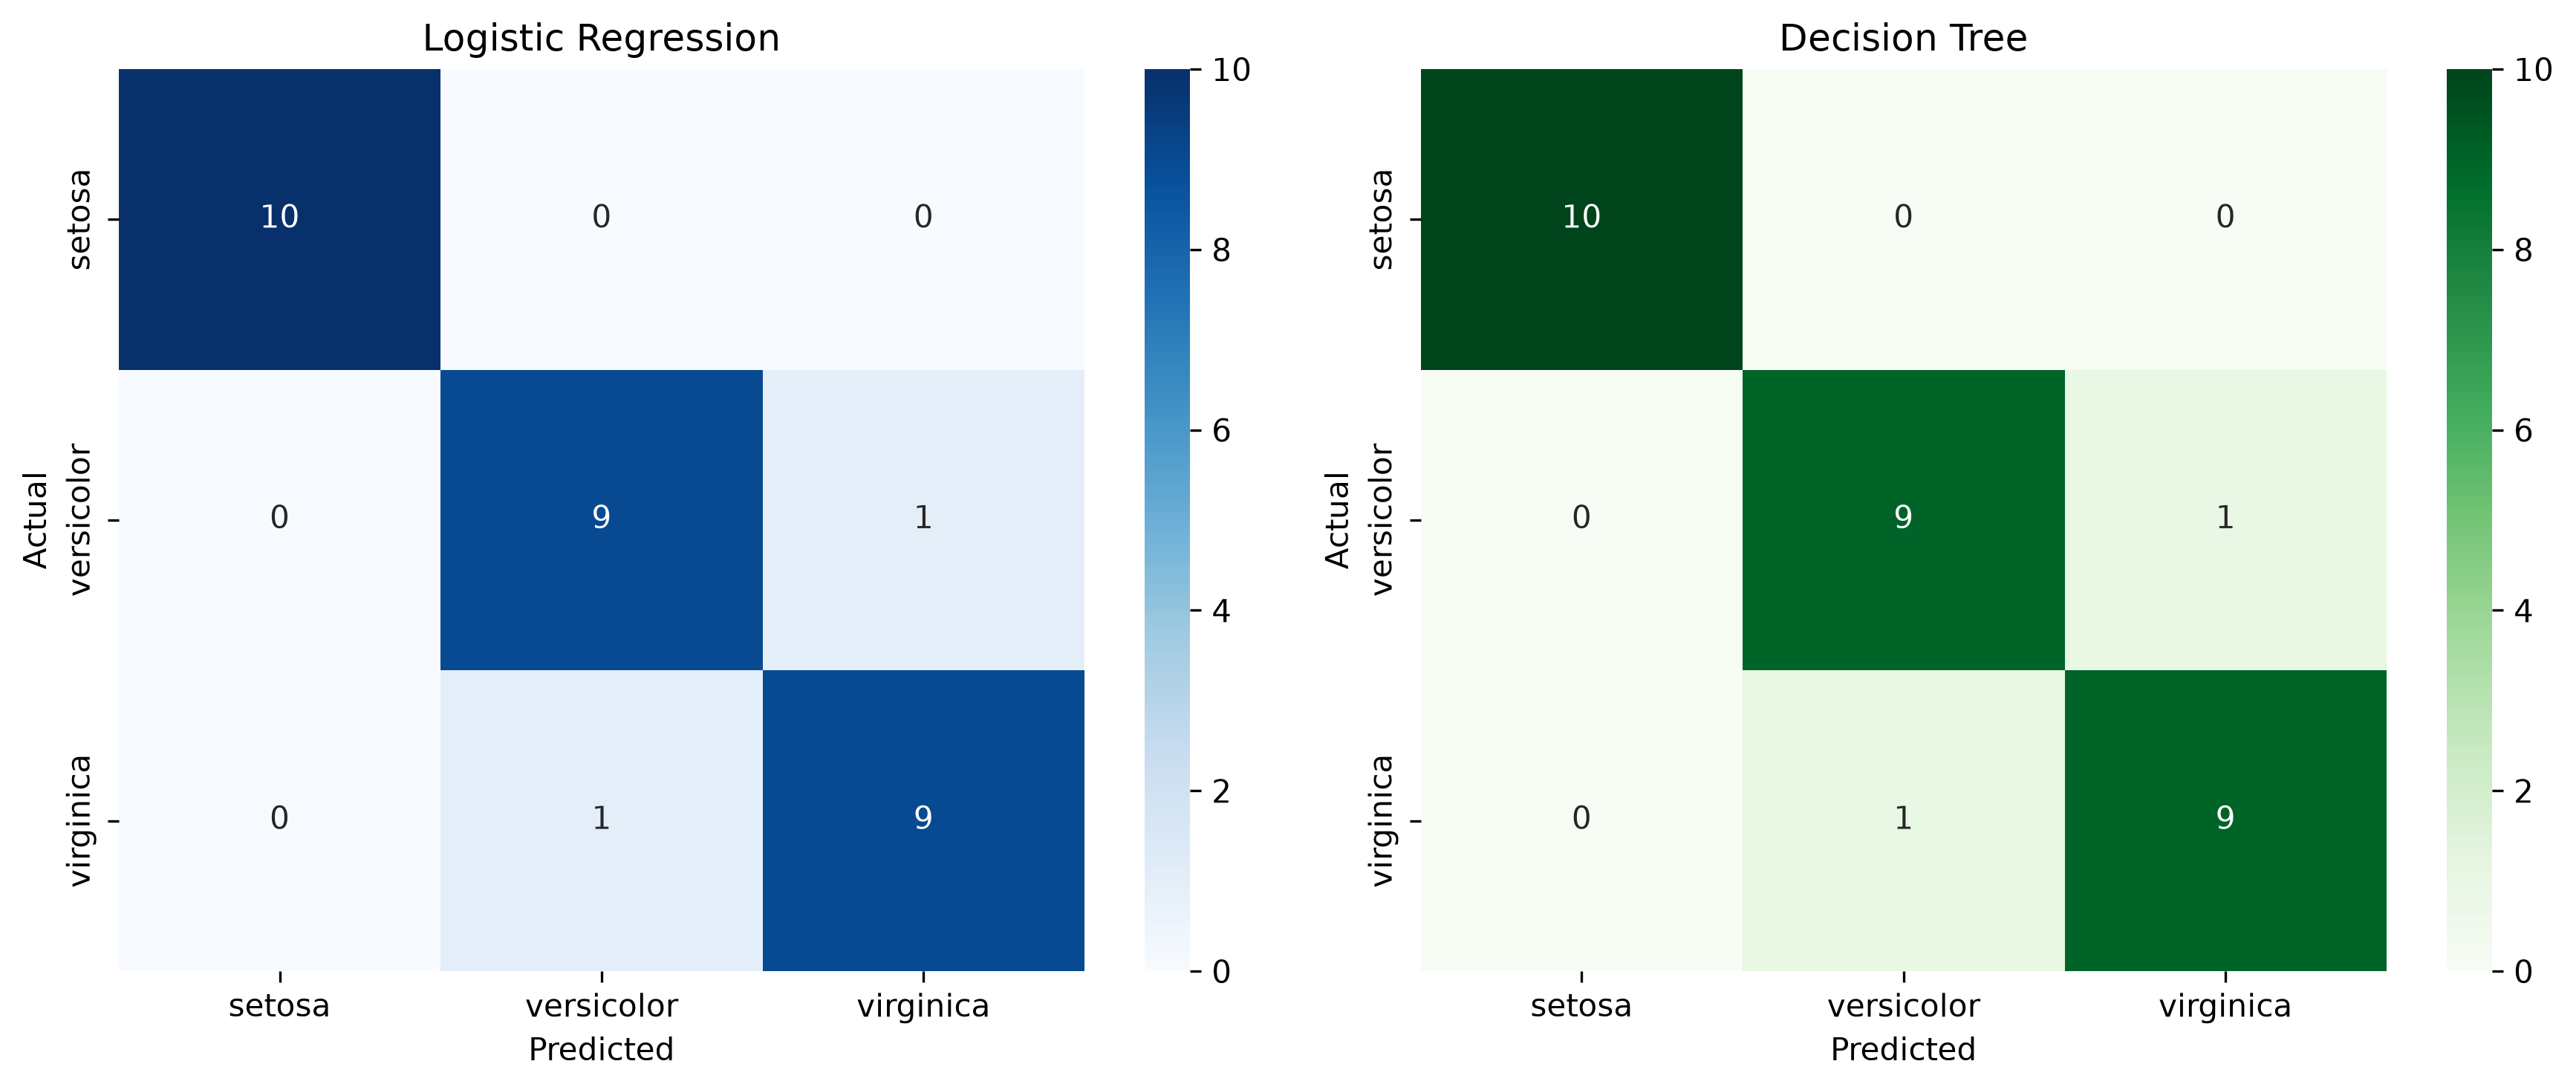 Logistic Regression
10 0 0
0 9 1
0 1 9
setosa
versicolor
virginica
Actual
setosa versicolor virginica
Predicted
10
8
6
4
2
0
Decision Tree
10 0 0
0 9 1
0 1 9
setosa
versicolor
virginica
Actual
setosa versicolor virginica
Predicted
10
8
6
4
2
0